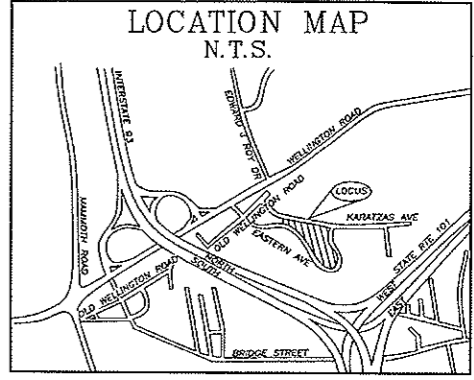 LOCATION MAP
N.T.S.
INTERSTATE 93
EDWARD J ROY DR
WELLINGTON ROAD
MAMMOTH ROAD
OLD WELLINGTON ROAD
LOCUS
KARATZAS AVE
EASTERN AVE
OLD WELLINGTON ROAD
NORTH
SOUTH
WEST STATE RTE 101
EAST
BRIDGE STREET